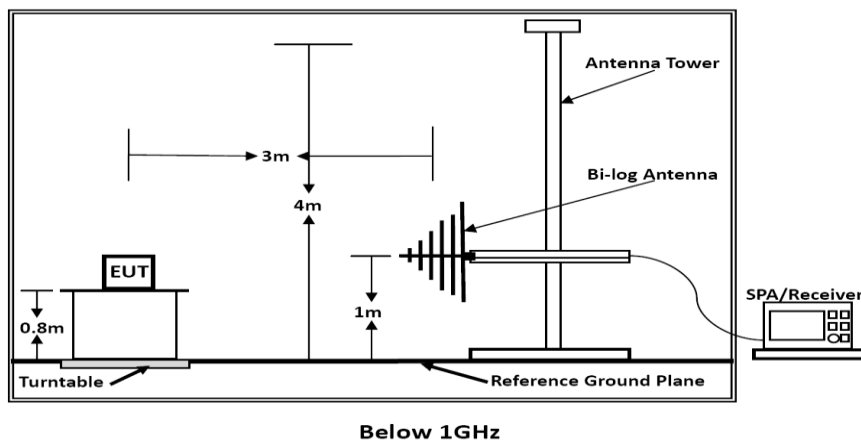 Antenna Tower
3m
Bi-log Antenna
4m
EUT
SPA/Receiver
0.8m
1m
Turntable
Reference Ground Plane
Below 1GHz